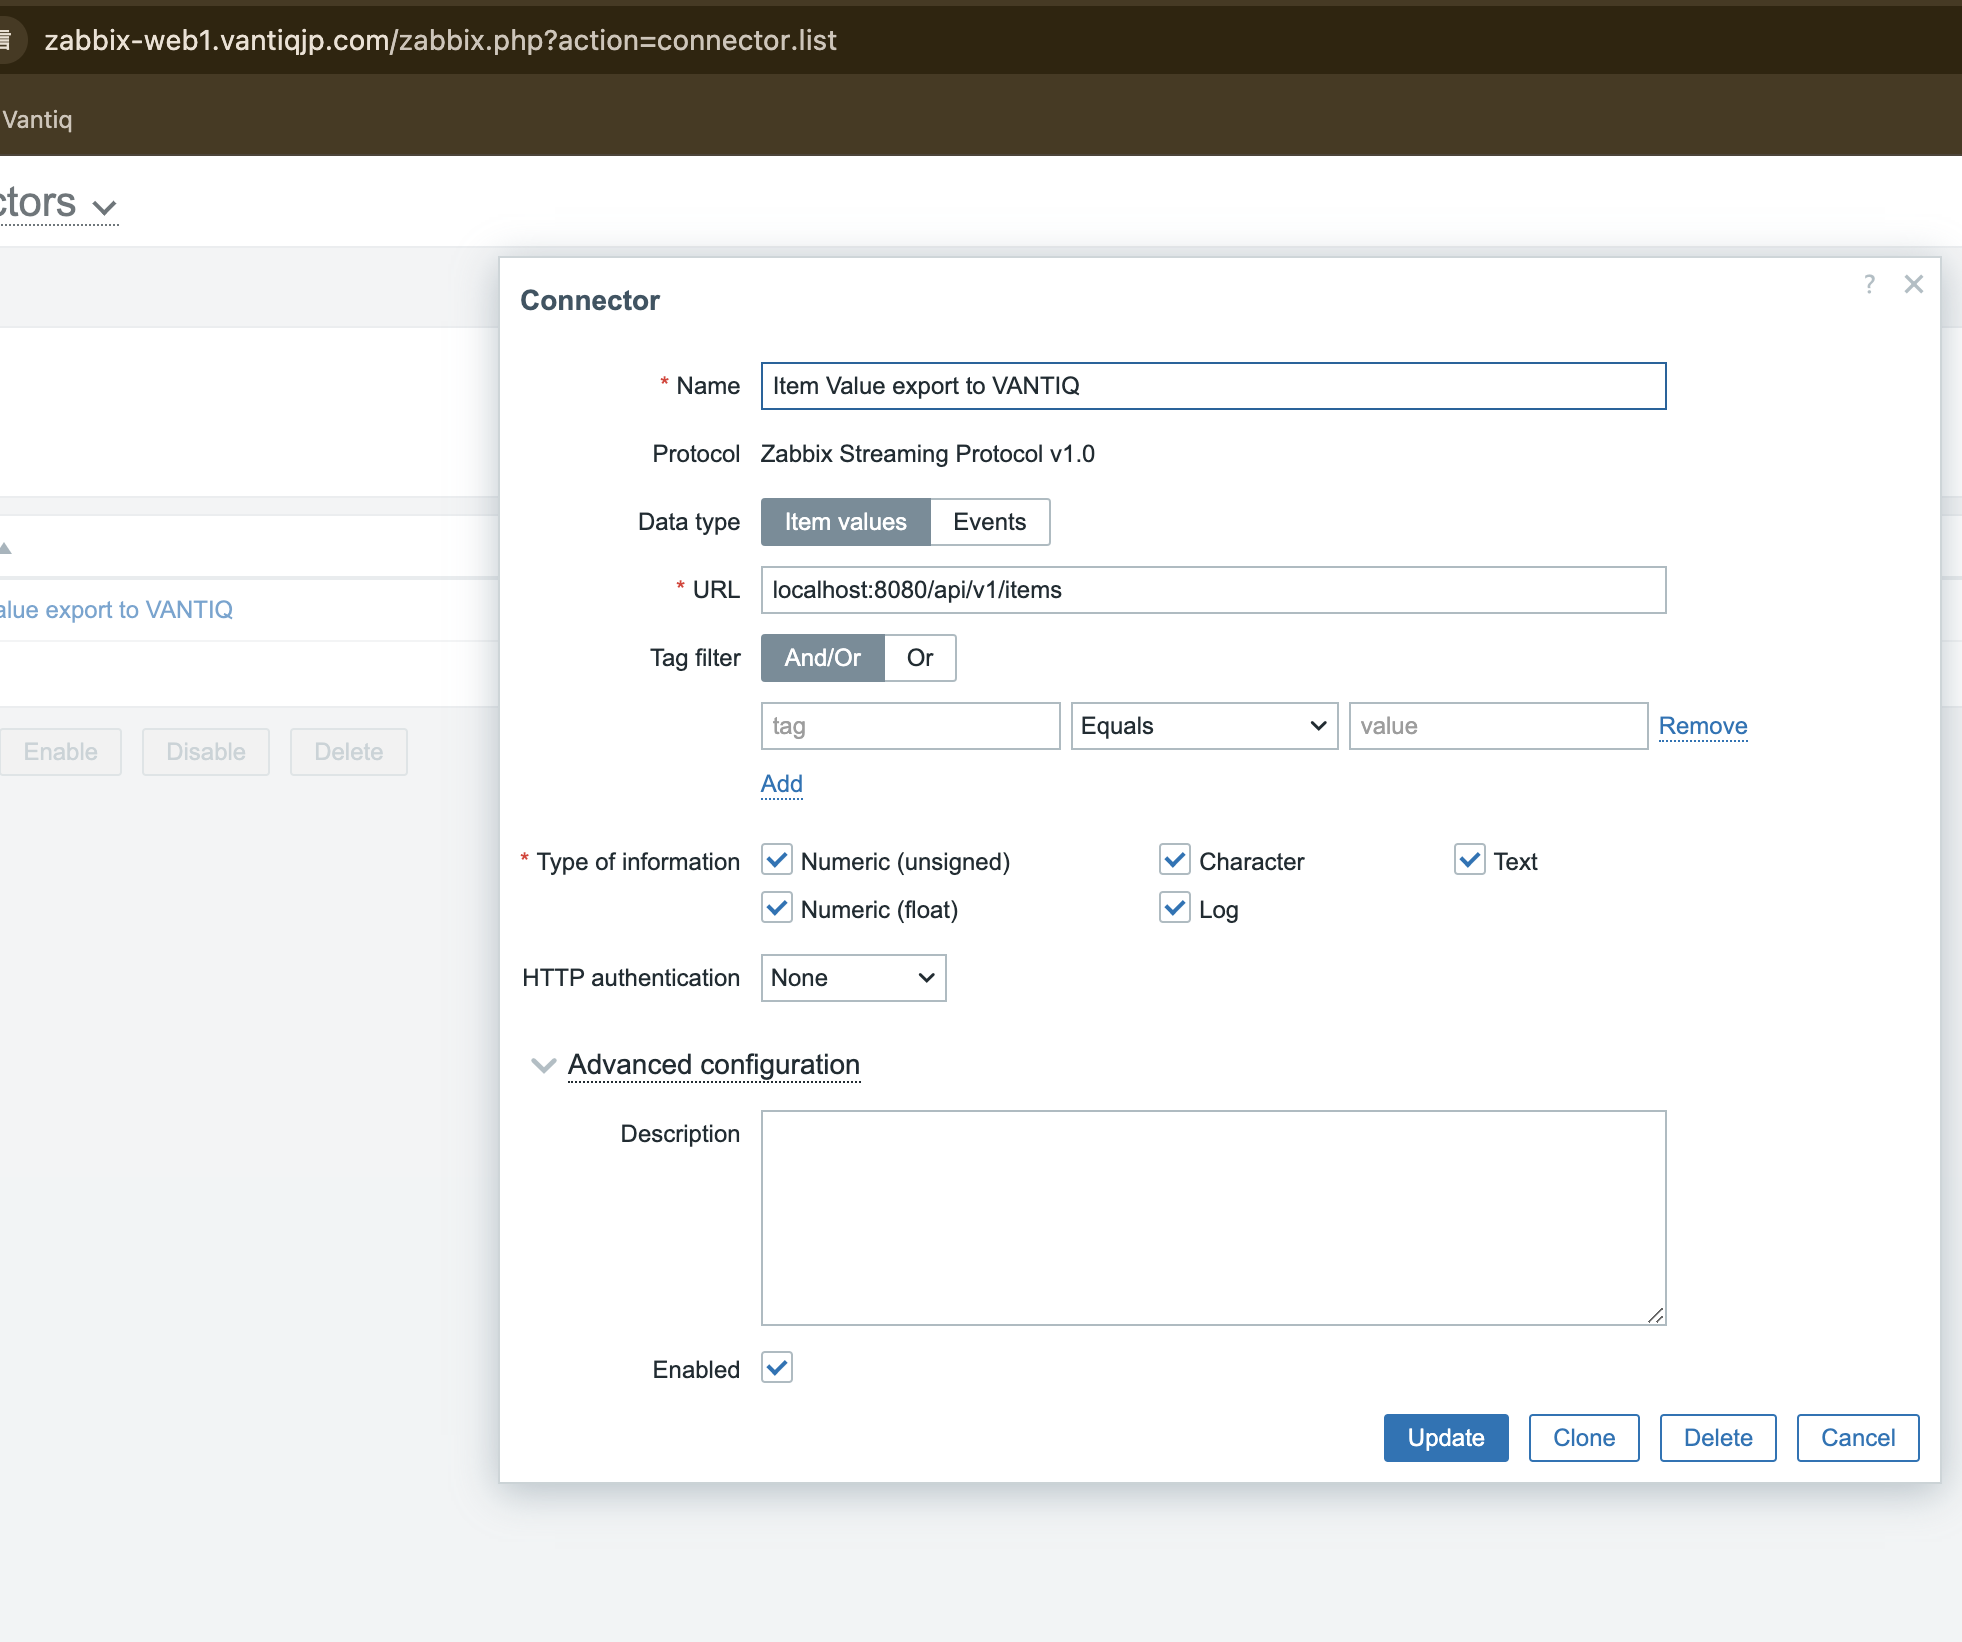 zabbix-web1.vantiqjp.com/zabbix.php?action=connector.list
Vantiq
ctors
Connector
?
* Name
Item Value export to VANTIQ
Protocol
Zabbix Streaming Protocol v1.0
Data type
Item values
Events
* URL
localhost:8080/api/v1/items
alue export to VANTIQ
Tag filter
And/Or
Or
tag
Equals
value
Remove
Enable
Disable
Delete
Add
* Type of information
Numeric (unsigned)
Character
Text
Numeric (float)
Log
HTTP authentication
None
Advanced configuration
Description
Enabled
Update
Clone
Delete
Cancel